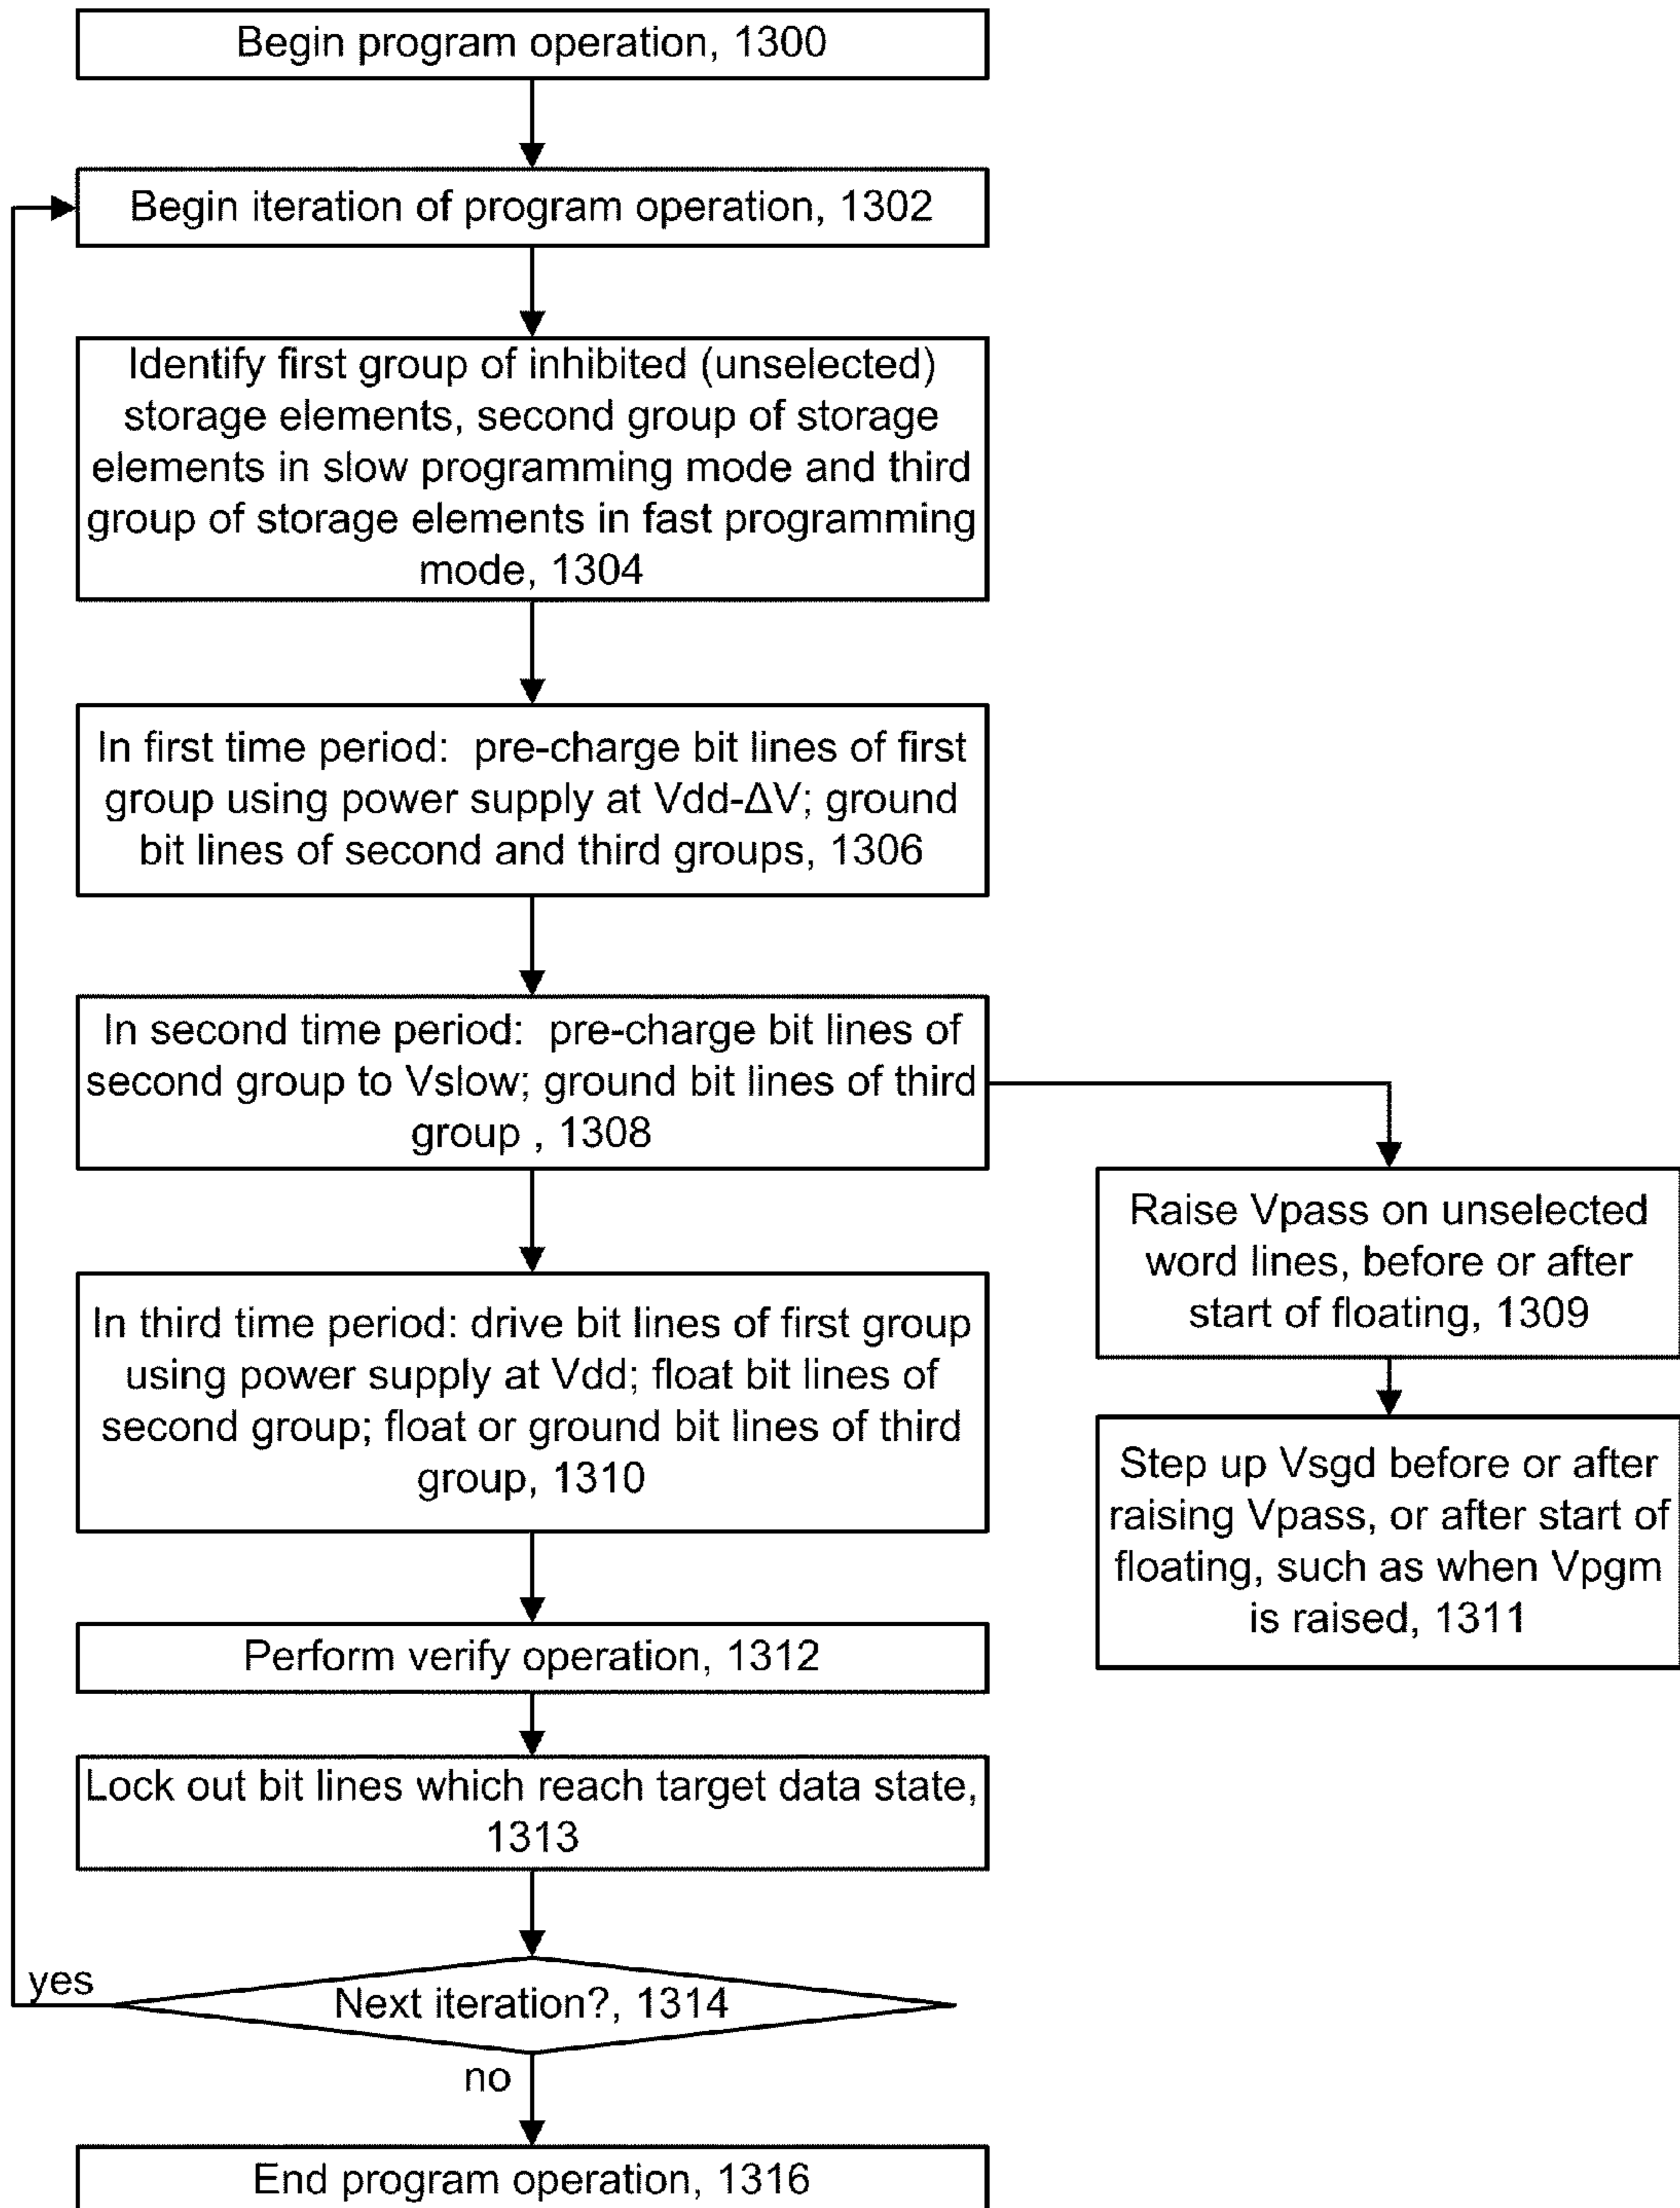 Begin program operation, 1300
Begin iteration of program operation, 1302
Identify first group of inhibited (unselected)
storage elements, second group of storage
elements in slow programming mode and third
group of storage elements in fast programming
mode, 1304
In first time period: pre-charge bit lines of first
group using power supply at Vdd-ΔV; ground
bit lines of second and third groups, 1306
In second time period: pre-charge bit lines of
second group to Vslow; ground bit lines of third
group , 1308
Raise Vpass on unselected
word lines, before or after
start of floating, 1309
In third time period: drive bit lines of first group
using power supply at Vdd; float bit lines of
second group; float or ground bit lines of third
group, 1310
Step up Vsgd before or after
raising Vpass, or after start of
floating, such as when Vpgm
is raised, 1311
Perform verify operation, 1312
Lock out bit lines which reach target data state,
1313
yes
Next iteration?, 1314
no
End program operation, 1316